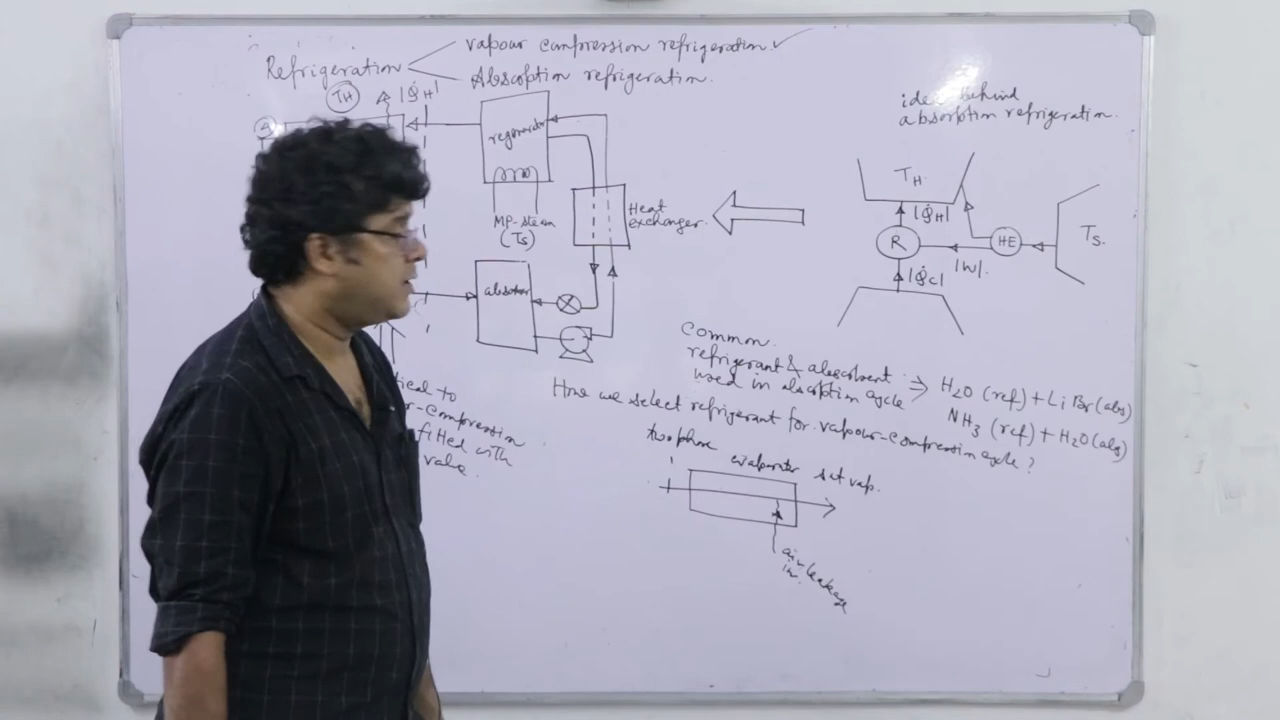 vapour compression refrigeration ✓
Refrigeration
Absorption refrigeration.
TH
|Q̇H|
regenerator
MP-steam
(Ts)
Heat
exchanger.
absorber
tical to
r-compression
fitted with
valve.
idea behind
absorption refrigeration.
TH
|Q̇H|
R
HE
Ts.
|Ẇ|.
|Q̇c|
Common
refrigerant & absorbent
used in absorption cycle ⇒ H2O (ref) + LiBr (abs)
NH3 (ref) + H2O (abs)
How we select refrigerant for vapour-compression cycle?
two phase
evaporator
sat vap.
air leakage
in.